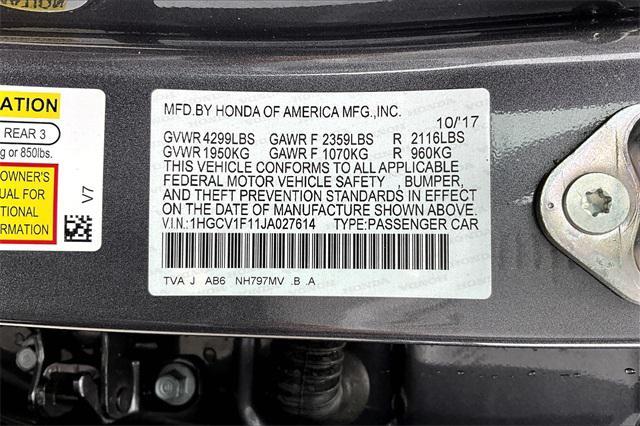 MFD.BY HONDA OF AMERICA MFG.,INC.
10/'17
GVWR 4299LBS GAWR F 2359LBS R 2116LBS
GVWR 1950KG GAWR F 1070KG R 960KG
THIS VEHICLE CONFORMS TO ALL APPLICABLE
FEDERAL MOTOR VEHICLE SAFETY , BUMPER,
AND THEFT PREVENTION STANDARDS IN EFFECT
ON THE DATE OF MANUFACTURE SHOWN ABOVE.
V.I.N.:1HGCV1F11JA027614 TYPE:PASSENGER CAR
TVA J AB6 NH797MV .B .A
ATION
REAR 3
or 850lbs.
OWNER'S
NUAL FOR
ITIONAL
RMATION
V7